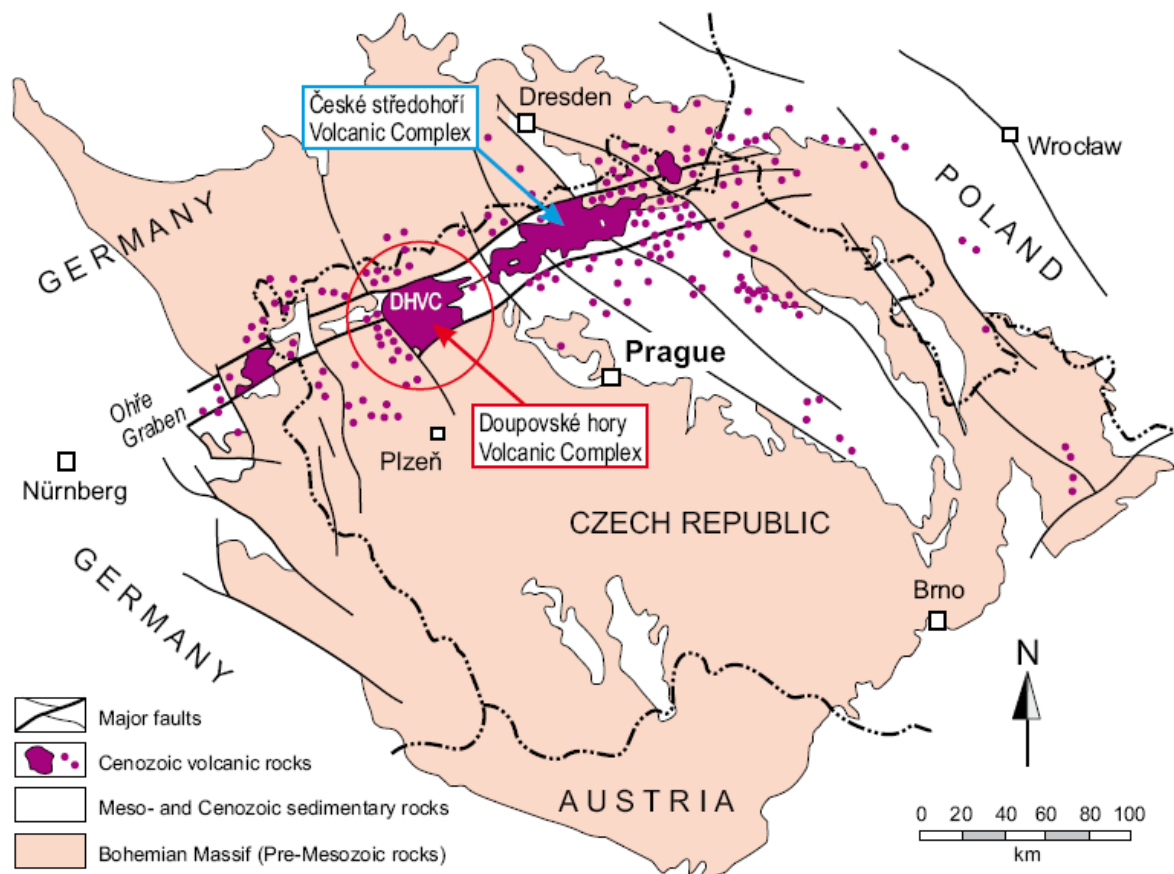 České středohoří
Volcanic Complex
Dresden
Wrocław
POLAND
GERMANY
DHVC
Prague
Ohře
Graben
Doupovské hory
Volcanic Complex
Plzeň
Nürnberg
CZECH REPUBLIC
GERMANY
Brno
N
AUSTRIA
Major faults
Cenozoic volcanic rocks
Meso- and Cenozoic sedimentary rocks
Bohemian Massif (Pre-Mesozoic rocks)
0 20 40 60 80 100
km